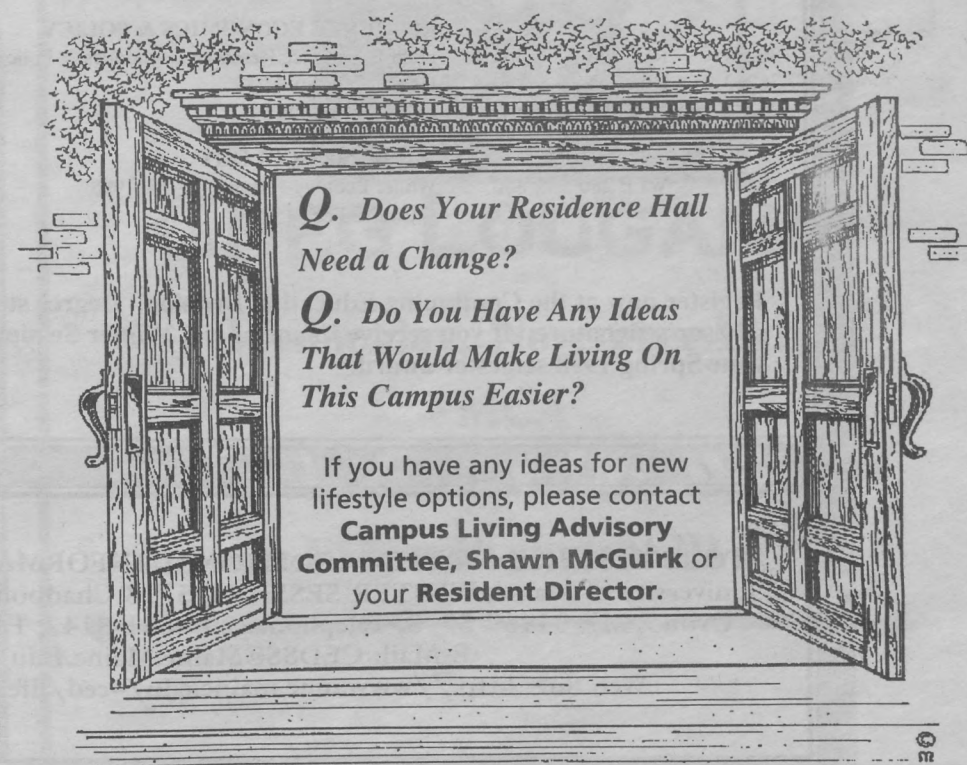 Q. Does Your Residence Hall
Need a Change?
Q. Do You Have Any Ideas
That Would Make Living On
This Campus Easier?
If you have any ideas for new
lifestyle options, please contact
Campus Living Advisory
Committee, Shawn McGuirk or
your Resident Director.